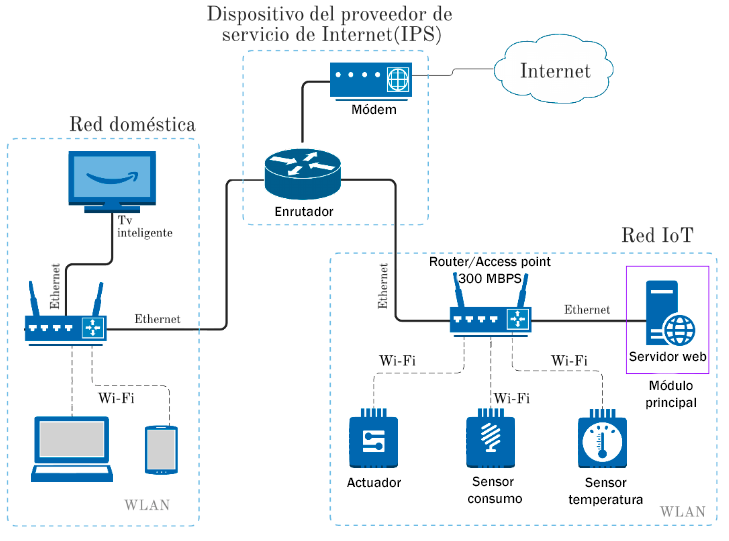 Dispositivo del proveedor de
servicio de Internet(IPS)
Internet
Módem
Red doméstica
Tv
inteligente
Enrutador
Ethernet
Ethernet
Wi-Fi
WLAN
Red IoT
Router/Access point
300 MBPS
Ethernet
Ethernet
Servidor web
Módulo
principal
Wi-Fi
Wi-Fi
Wi-Fi
Actuador
Sensor
consumo
Sensor
temperatura
WLAN